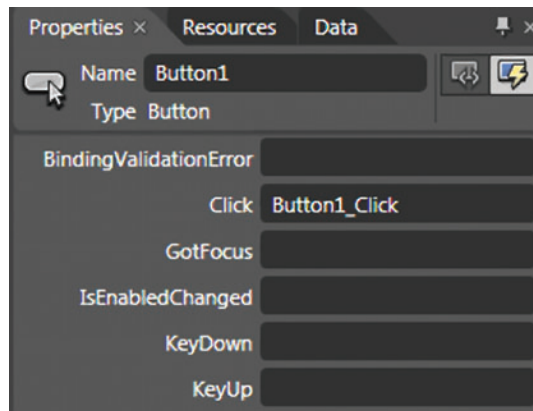 Properties × Resources Data
Name Button1
Type Button
BindingValidationError
Click Button1_Click
GotFocus
IsEnabledChanged
KeyDown
KeyUp